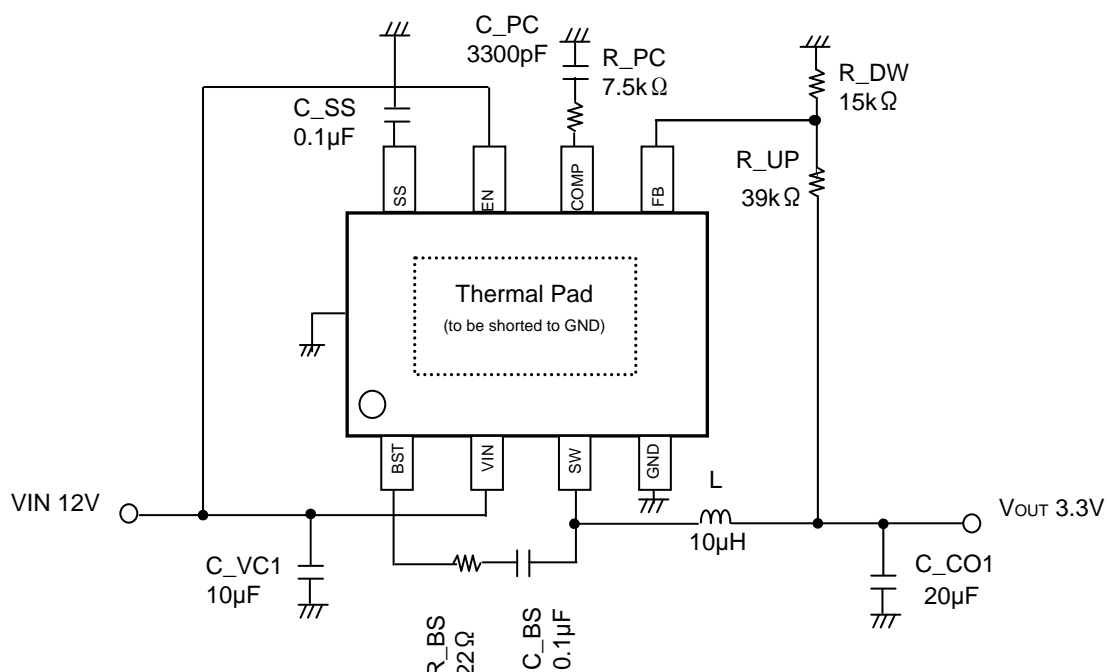 C_PC
3300pF
R_PC
7.5kΩ
R_DW
15kΩ
C_SS
0.1µF
R_UP
39kΩ
SS
EN
COMP
FB
Thermal Pad
(to be shorted to GND)
BST
VIN
SW
GND
VIN 12V
L
10µH
VOUT 3.3V
C_VC1
10µF
C_CO1
20µF
R_BS
22Ω
C_BS
0.1µF